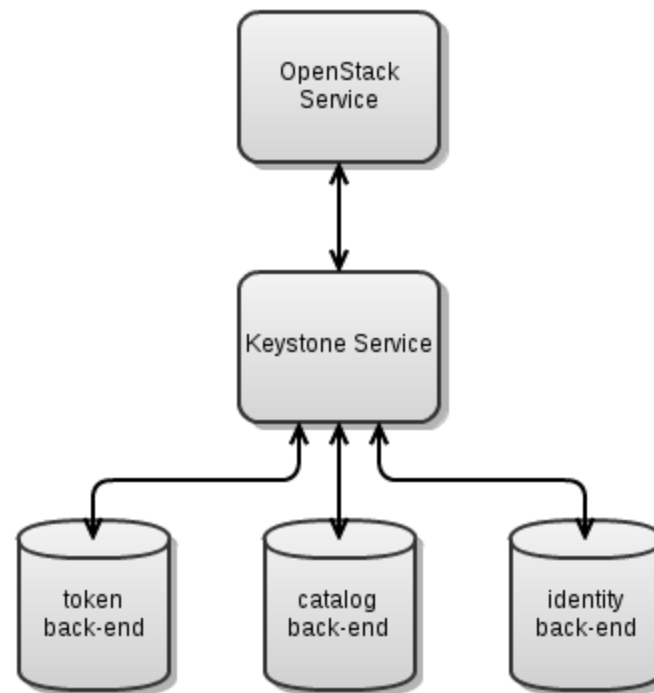 OpenStack
Service
Keystone Service
token
back-end
catalog
back-end
identity
back-end